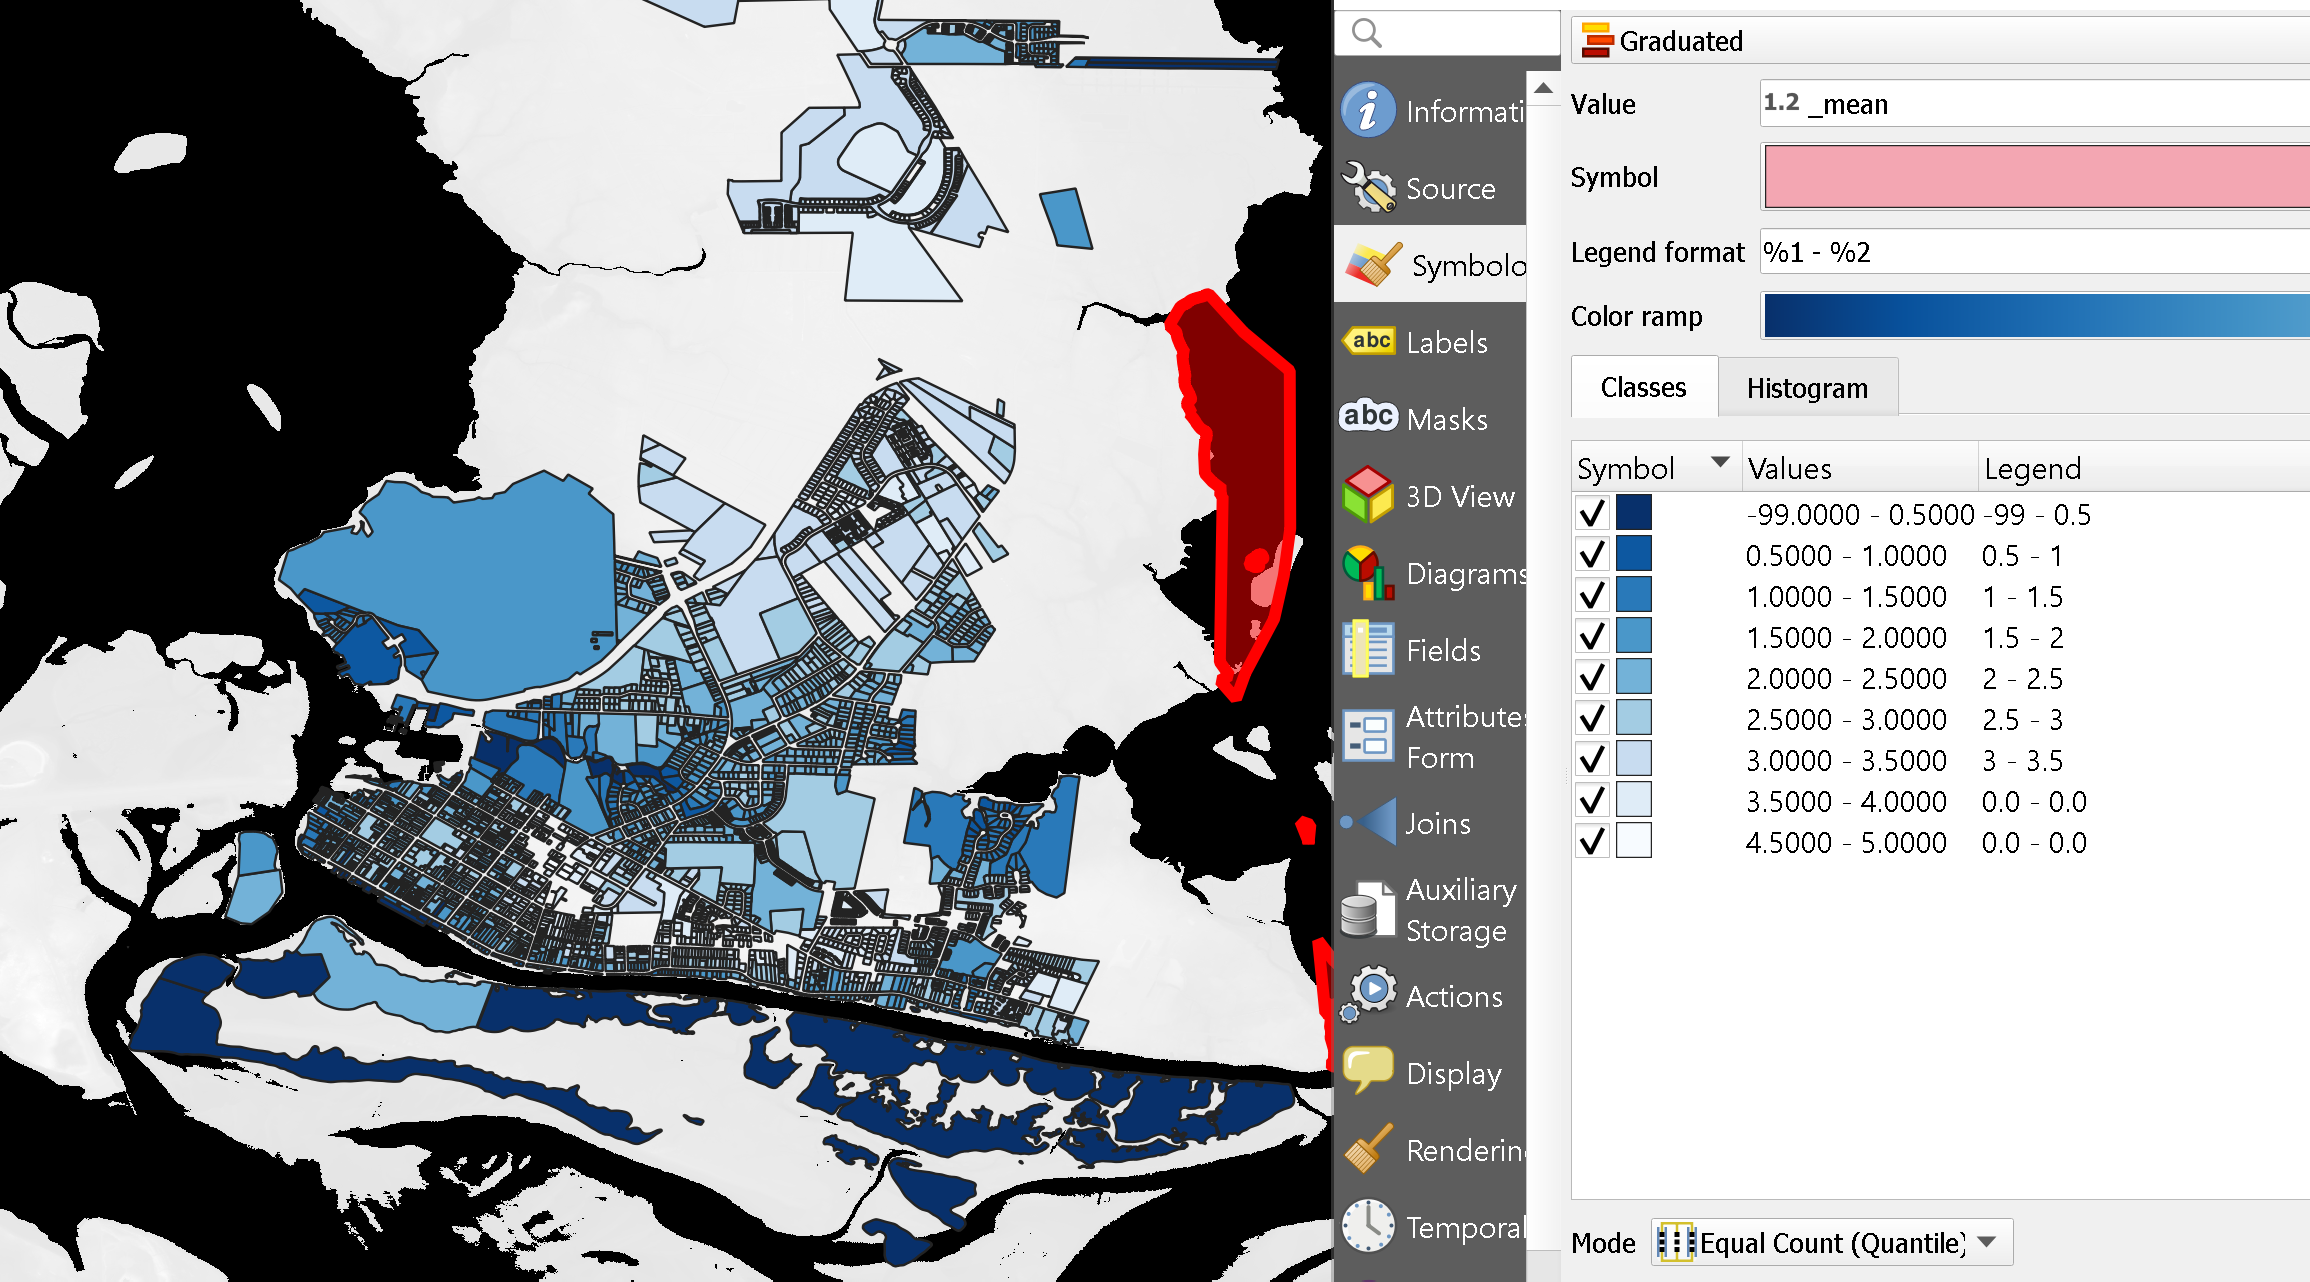 Graduated
Value
1.2 _mean
Symbol
Legend format
%1 - %2
Color ramp
Classes
Histogram
Symbol Values Legend
-99.0000 - 0.5000 -99 - 0.5
0.5000 - 1.0000 0.5 - 1
1.0000 - 1.5000 1 - 1.5
1.5000 - 2.0000 1.5 - 2
2.0000 - 2.5000 2 - 2.5
2.5000 - 3.0000 2.5 - 3
3.0000 - 3.5000 3 - 3.5
3.5000 - 4.0000 0.0 - 0.0
4.5000 - 5.0000 0.0 - 0.0
Mode Equal Count (Quantile)
i Informati
Source
Symbolo
abc Labels
abc Masks
3D View
Diagrams
Fields
Attributes
Form
Joins
Auxiliary
Storage
Actions
Display
Renderin
Temporal